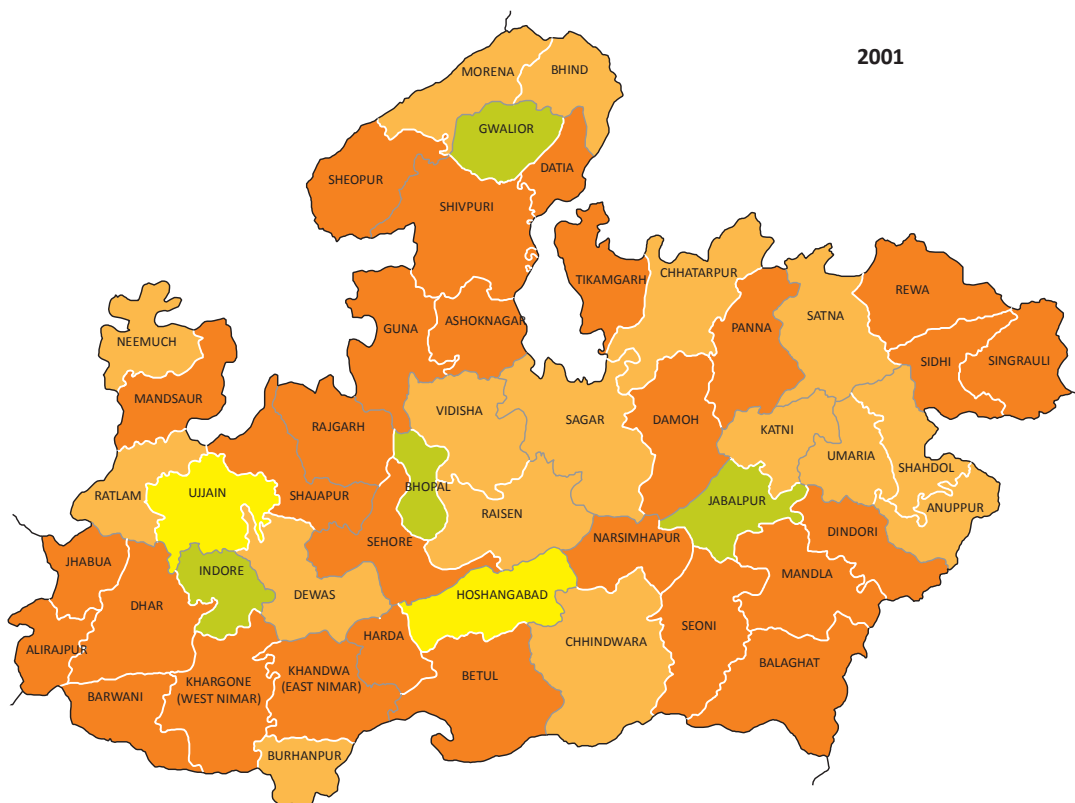 2001
MORENA
BHIND
GWALIOR
DATIA
SHEOPUR
SHIVPURI
TIKAMGARH
CHHATARPUR
REWA
SATNA
PANNA
GUNA
ASHOKNAGAR
NEEMUCH
SIDHI
SINGRAULI
MANDSAUR
VIDISHA
SAGAR
DAMOH
RAJGARH
KATNI
UMARIA
SHAHDOL
RATLAM
UJJAIN
SHAJAPUR
BHOPAL
RAISEN
JABALPUR
ANUPPUR
SEHORE
NARSIMHAPUR
DINDORI
JHABUA
INDORE
DEWAS
HOSHANGABAD
MANDLA
DHAR
ALIRAJPUR
HARDA
CHHINDWARA
SEONI
BALAGHAT
BARWANI
KHARGONE
(WEST NIMAR)
KHANDWA
(EAST NIMAR)
BETUL
BURHANPUR